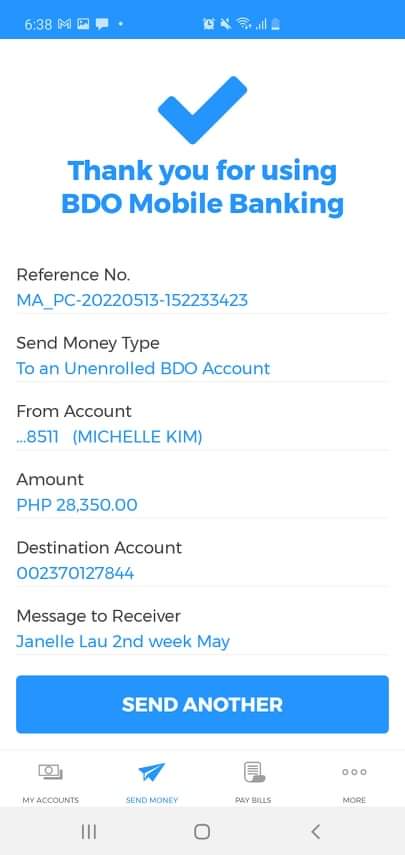 6:38
Thank you for using
BDO Mobile Banking
Reference No.
MA_PC-20220513-152233423
Send Money Type
To an Unenrolled BDO Account
From Account
...8511 (MICHELLE KIM)
Amount
PHP 28,350.00
Destination Account
002370127844
Message to Receiver
Janelle Lau 2nd week May
SEND ANOTHER
MY ACCOUNTS SEND MONEY PAY BILLS MORE